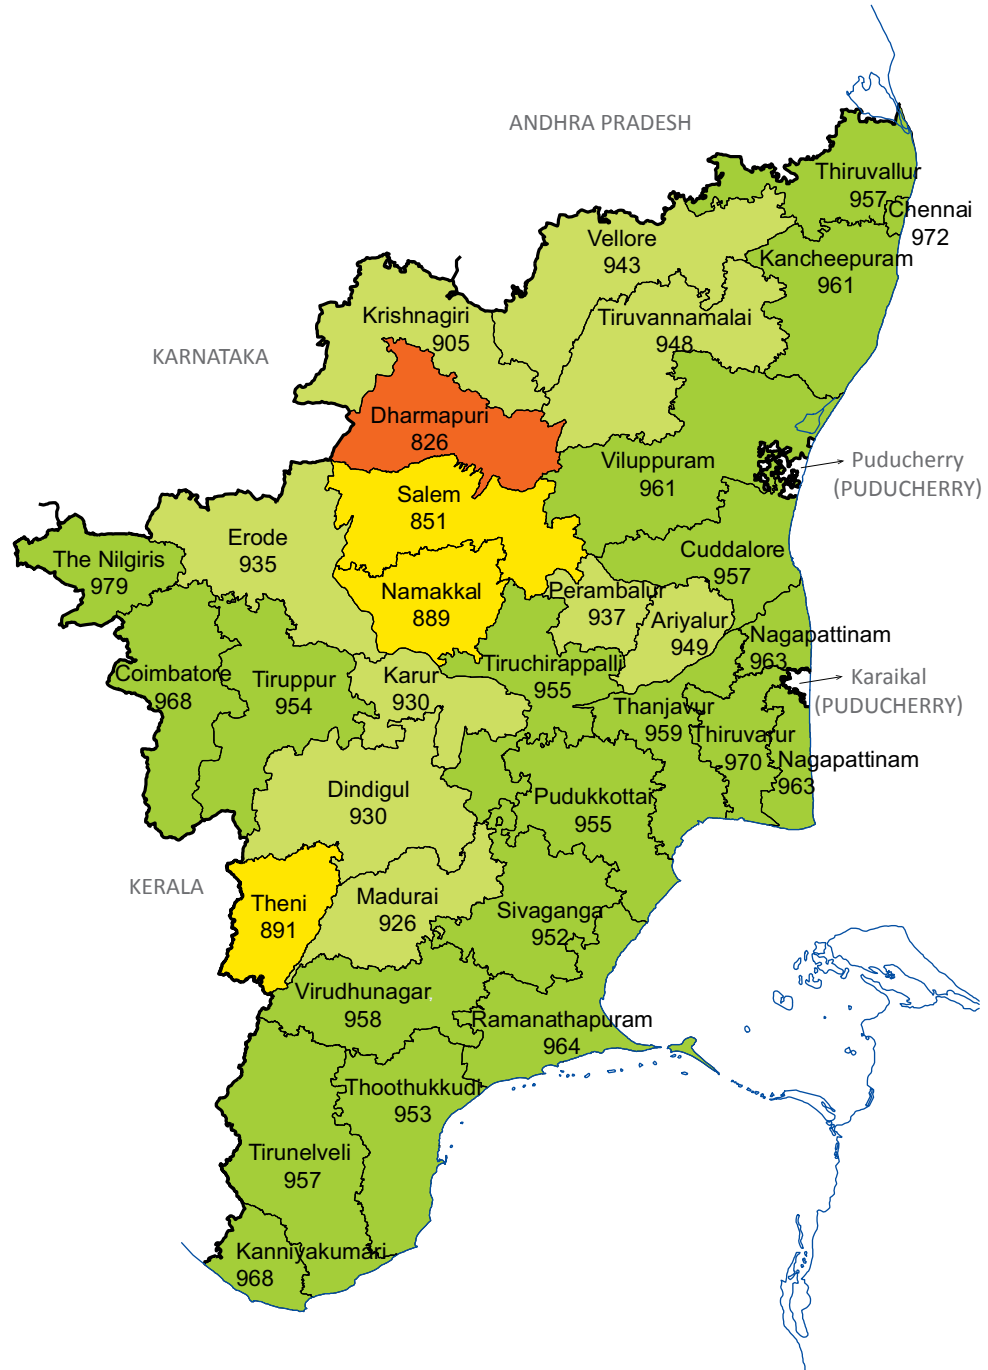 ANDHRA PRADESH
Thiruvallur
957
Chennai
972
Vellore
943
Kancheepuram
961
Krishnagiri
905
Tiruvannamalai
948
KARNATAKA
Dharmapuri
826
Viluppuram
961
Puducherry
(PUDUCHERRY)
Salem
851
Erode
935
The Nilgiris
979
Cuddalore
957
Namakkal
889
Perambalur
937
Ariyalur
949
Nagapattinam
963
Coimbatore
968
Tiruppur
954
Karur
930
Tiruchirappalli
955
Karaikal
(PUDUCHERRY)
Thanjavur
959
Thiruvarur
970
Nagapattinam
963
Dindigul
930
Pudukkottai
955
KERALA
Theni
891
Madurai
926
Sivaganga
952
Virudhunagar
958
Ramanathapuram
964
Thoothukkudi
953
Tirunelveli
957
Kanniyakumari
968